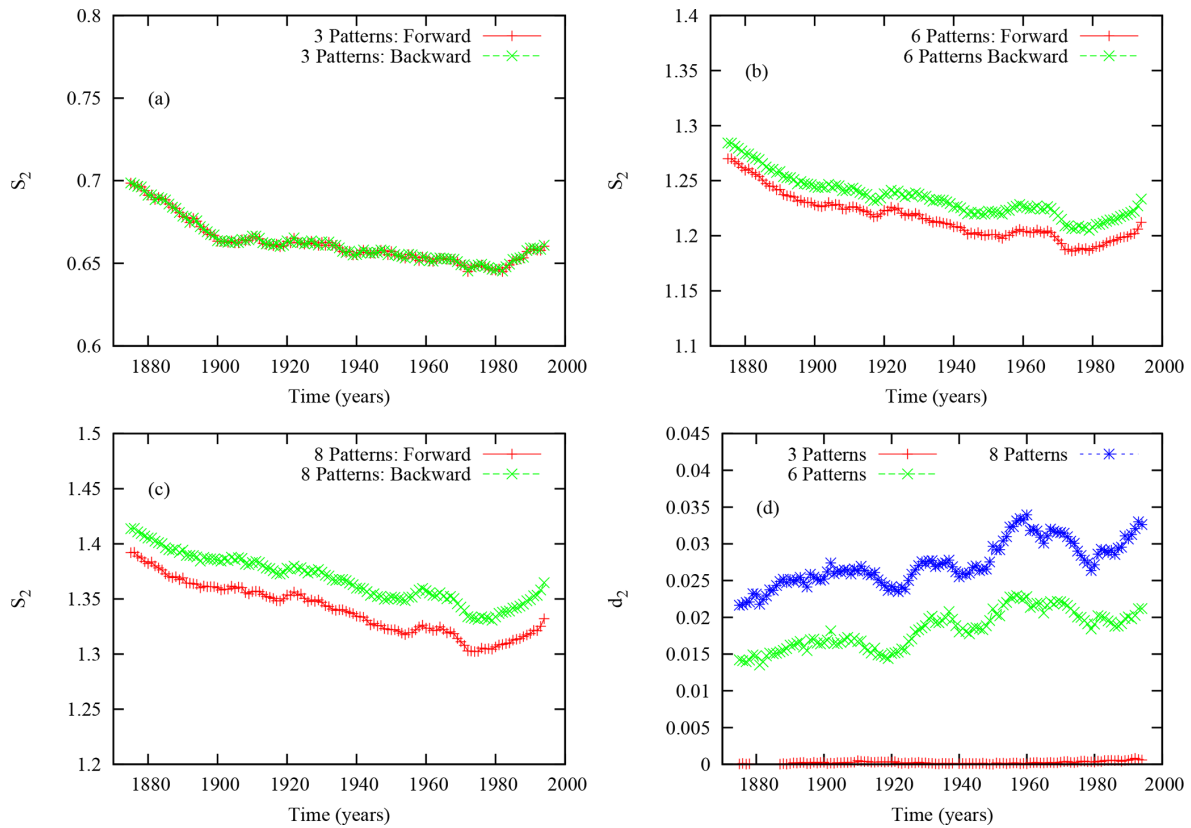 0.8
3 Patterns: Forward
3 Patterns: Backward
0.75
(a)
S2
0.7
0.65
0.6
1880 1900 1920 1940 1960 1980 2000
Time (years)
1.4
6 Patterns: Forward
6 Patterns Backward
1.35
(b)
1.3
S2
1.25
1.2
1.15
1.1
1880 1900 1920 1940 1960 1980 2000
Time (years)
1.5
8 Patterns: Forward
8 Patterns: Backward
1.45
(c)
1.4
S2
1.35
1.3
1.25
1.2
1880 1900 1920 1940 1960 1980 2000
Time (years)
0.045
3 Patterns 8 Patterns
6 Patterns
0.04
0.035
(d)
0.03
0.025
d2
0.02
0.015
0.01
0.005
0
1880 1900 1920 1940 1960 1980 2000
Time (years)